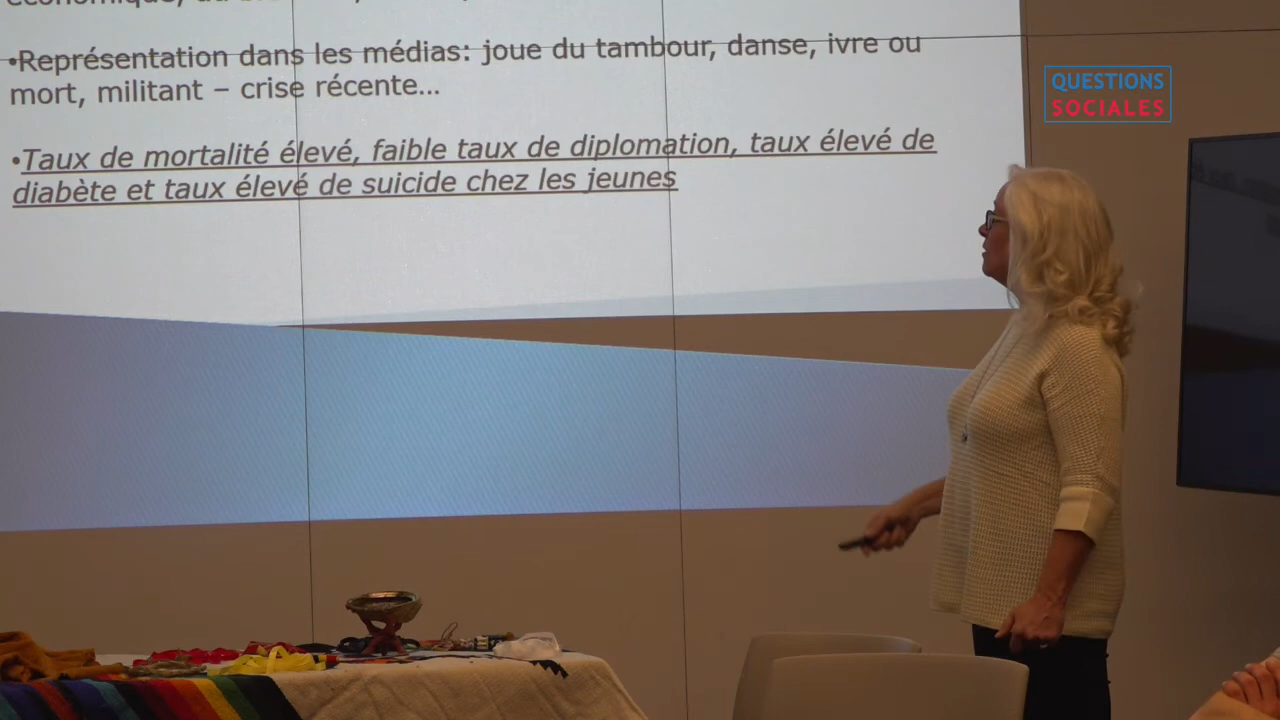 •Représentation dans les médias: joue du tambour, danse, ivre ou
mort, militant – crise récente...
•Taux de mortalité élevé, faible taux de diplomation, taux élevé de
diabète et taux élevé de suicide chez les jeunes
QUESTIONS
SOCIALES